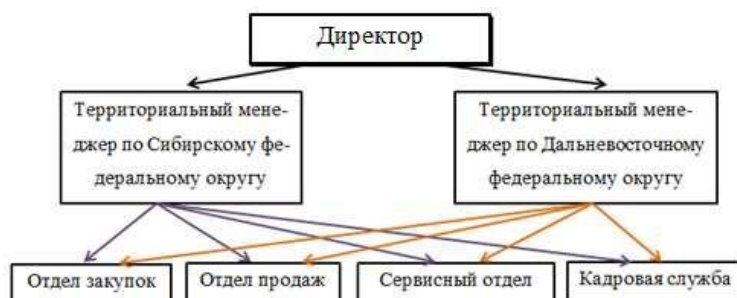 Директор
Территориальный мене-
джер по Сибирскому фе-
деральному округу
Территориальный мене-
джер по Дальневосточному
федеральному округу
Отдел закупок
Отдел продаж
Сервисный отдел
Кадровая служба